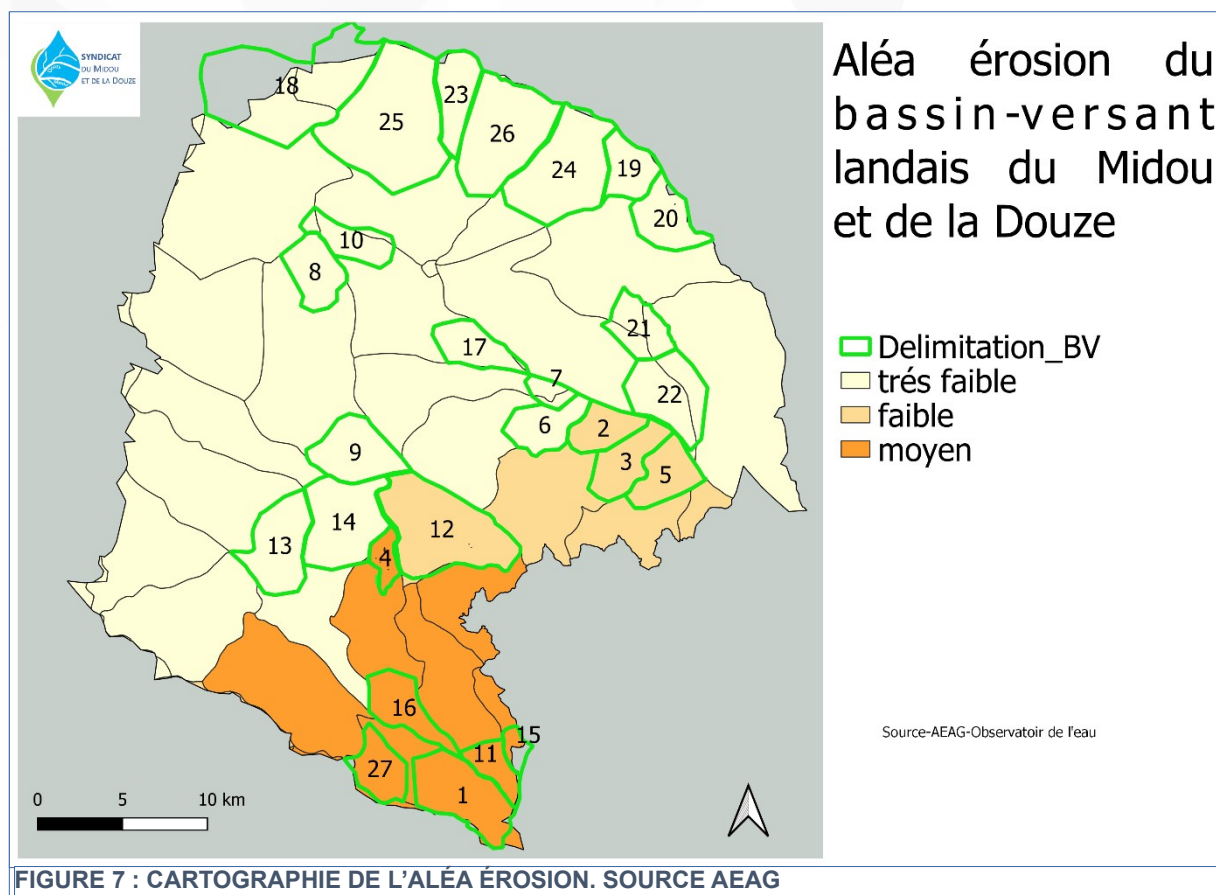 SYNDICAT
DU MIDOU
ET DE LA DOUZE
Aléa érosion du
bassin-versant
landais du Midou
et de la Douze
Delimitation_BV
trés faible
faible
moyen
Source-AEAG-Observatoir de l'eau
18
25
23
26
24
19
20
10
8
21
17
7
22
6
2
9
3
5
14
12
13
4
16
15
11
27
1
0 5 10 km
FIGURE 7 : CARTOGRAPHIE DE L'ALÉA ÉROSION. SOURCE AEAG